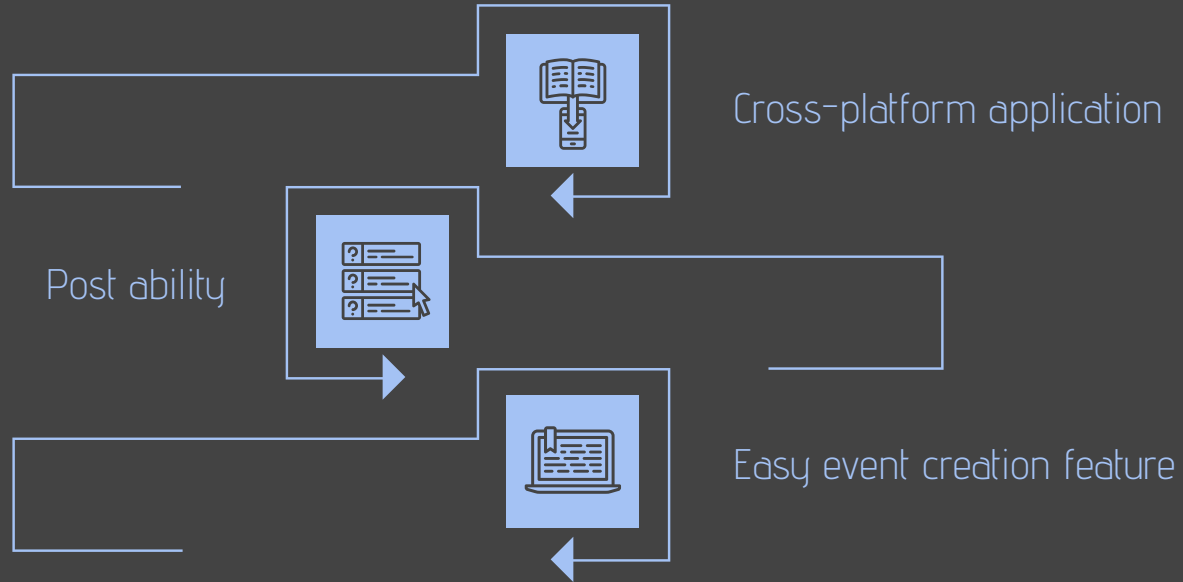 Cross-platform application
Post ability
Easy event creation feature